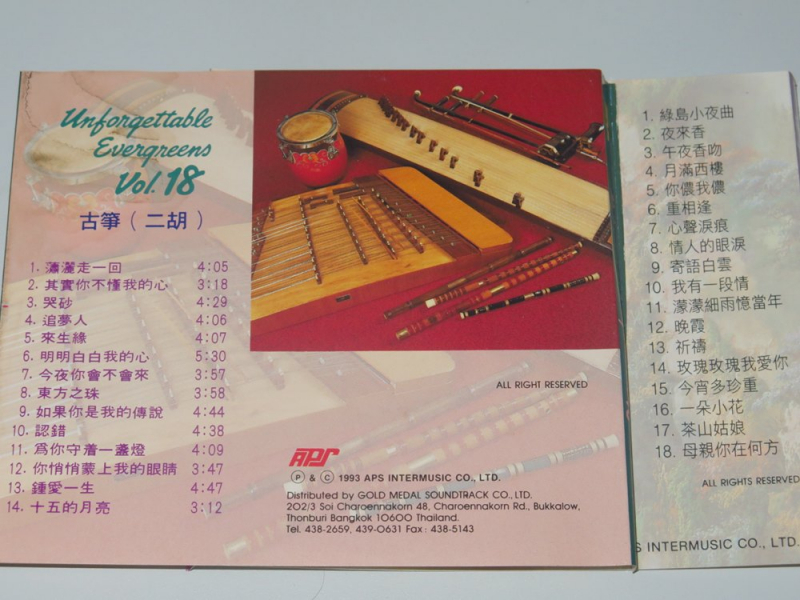 Unforgettable
Evergreens
Vol. 18
古箏 ( 二胡 )
1. 瀟灑走一回 4:05
2. 其實你不懂我的心 3:18
3. 哭砂 4:29
4. 追夢人 4:06
5. 來生緣 4:07
6. 明明白白我的心 5:30
7. 今夜你會不會來 3:57
8. 東方之珠 3:58
9. 如果你是我的傳說 4:44
10. 認錯 4:38
11. 爲你守着一盞燈 4:09
12. 你悄悄蒙上我的眼睛 3:47
13. 鍾愛一生 4:47
14. 十五的月亮 3:12
ALL RIGHT RESERVED
APS
Ⓟ & Ⓒ 1993 APS INTERMUSIC CO., LTD.
Distributed by GOLD MEDAL SOUNDTRACK CO., LTD.
202/3 Soi Charoennakorn 48, Charoennakorn Rd., Bukkalow,
Thonburi Bangkok 10600 Thailand.
Tel. 438-2659, 439-0631 Fax : 438-5143
1. 綠島小夜曲
2. 夜來香
3. 午夜香吻
4. 月滿西樓
5. 你儂我儂
6. 重相逢
7. 心聲淚痕
8. 情人的眼淚
9. 寄語白雲
10. 我有一段情
11. 濛濛細雨憶當年
12. 晚霞
13. 祈禱
14. 玫瑰玫瑰我愛你
15. 今宵多珍重
16. 一朵小花
17. 茶山姑娘
18. 母親你在何方
ALL RIGHTS RESERVED
PS INTERMUSIC CO., LTD.